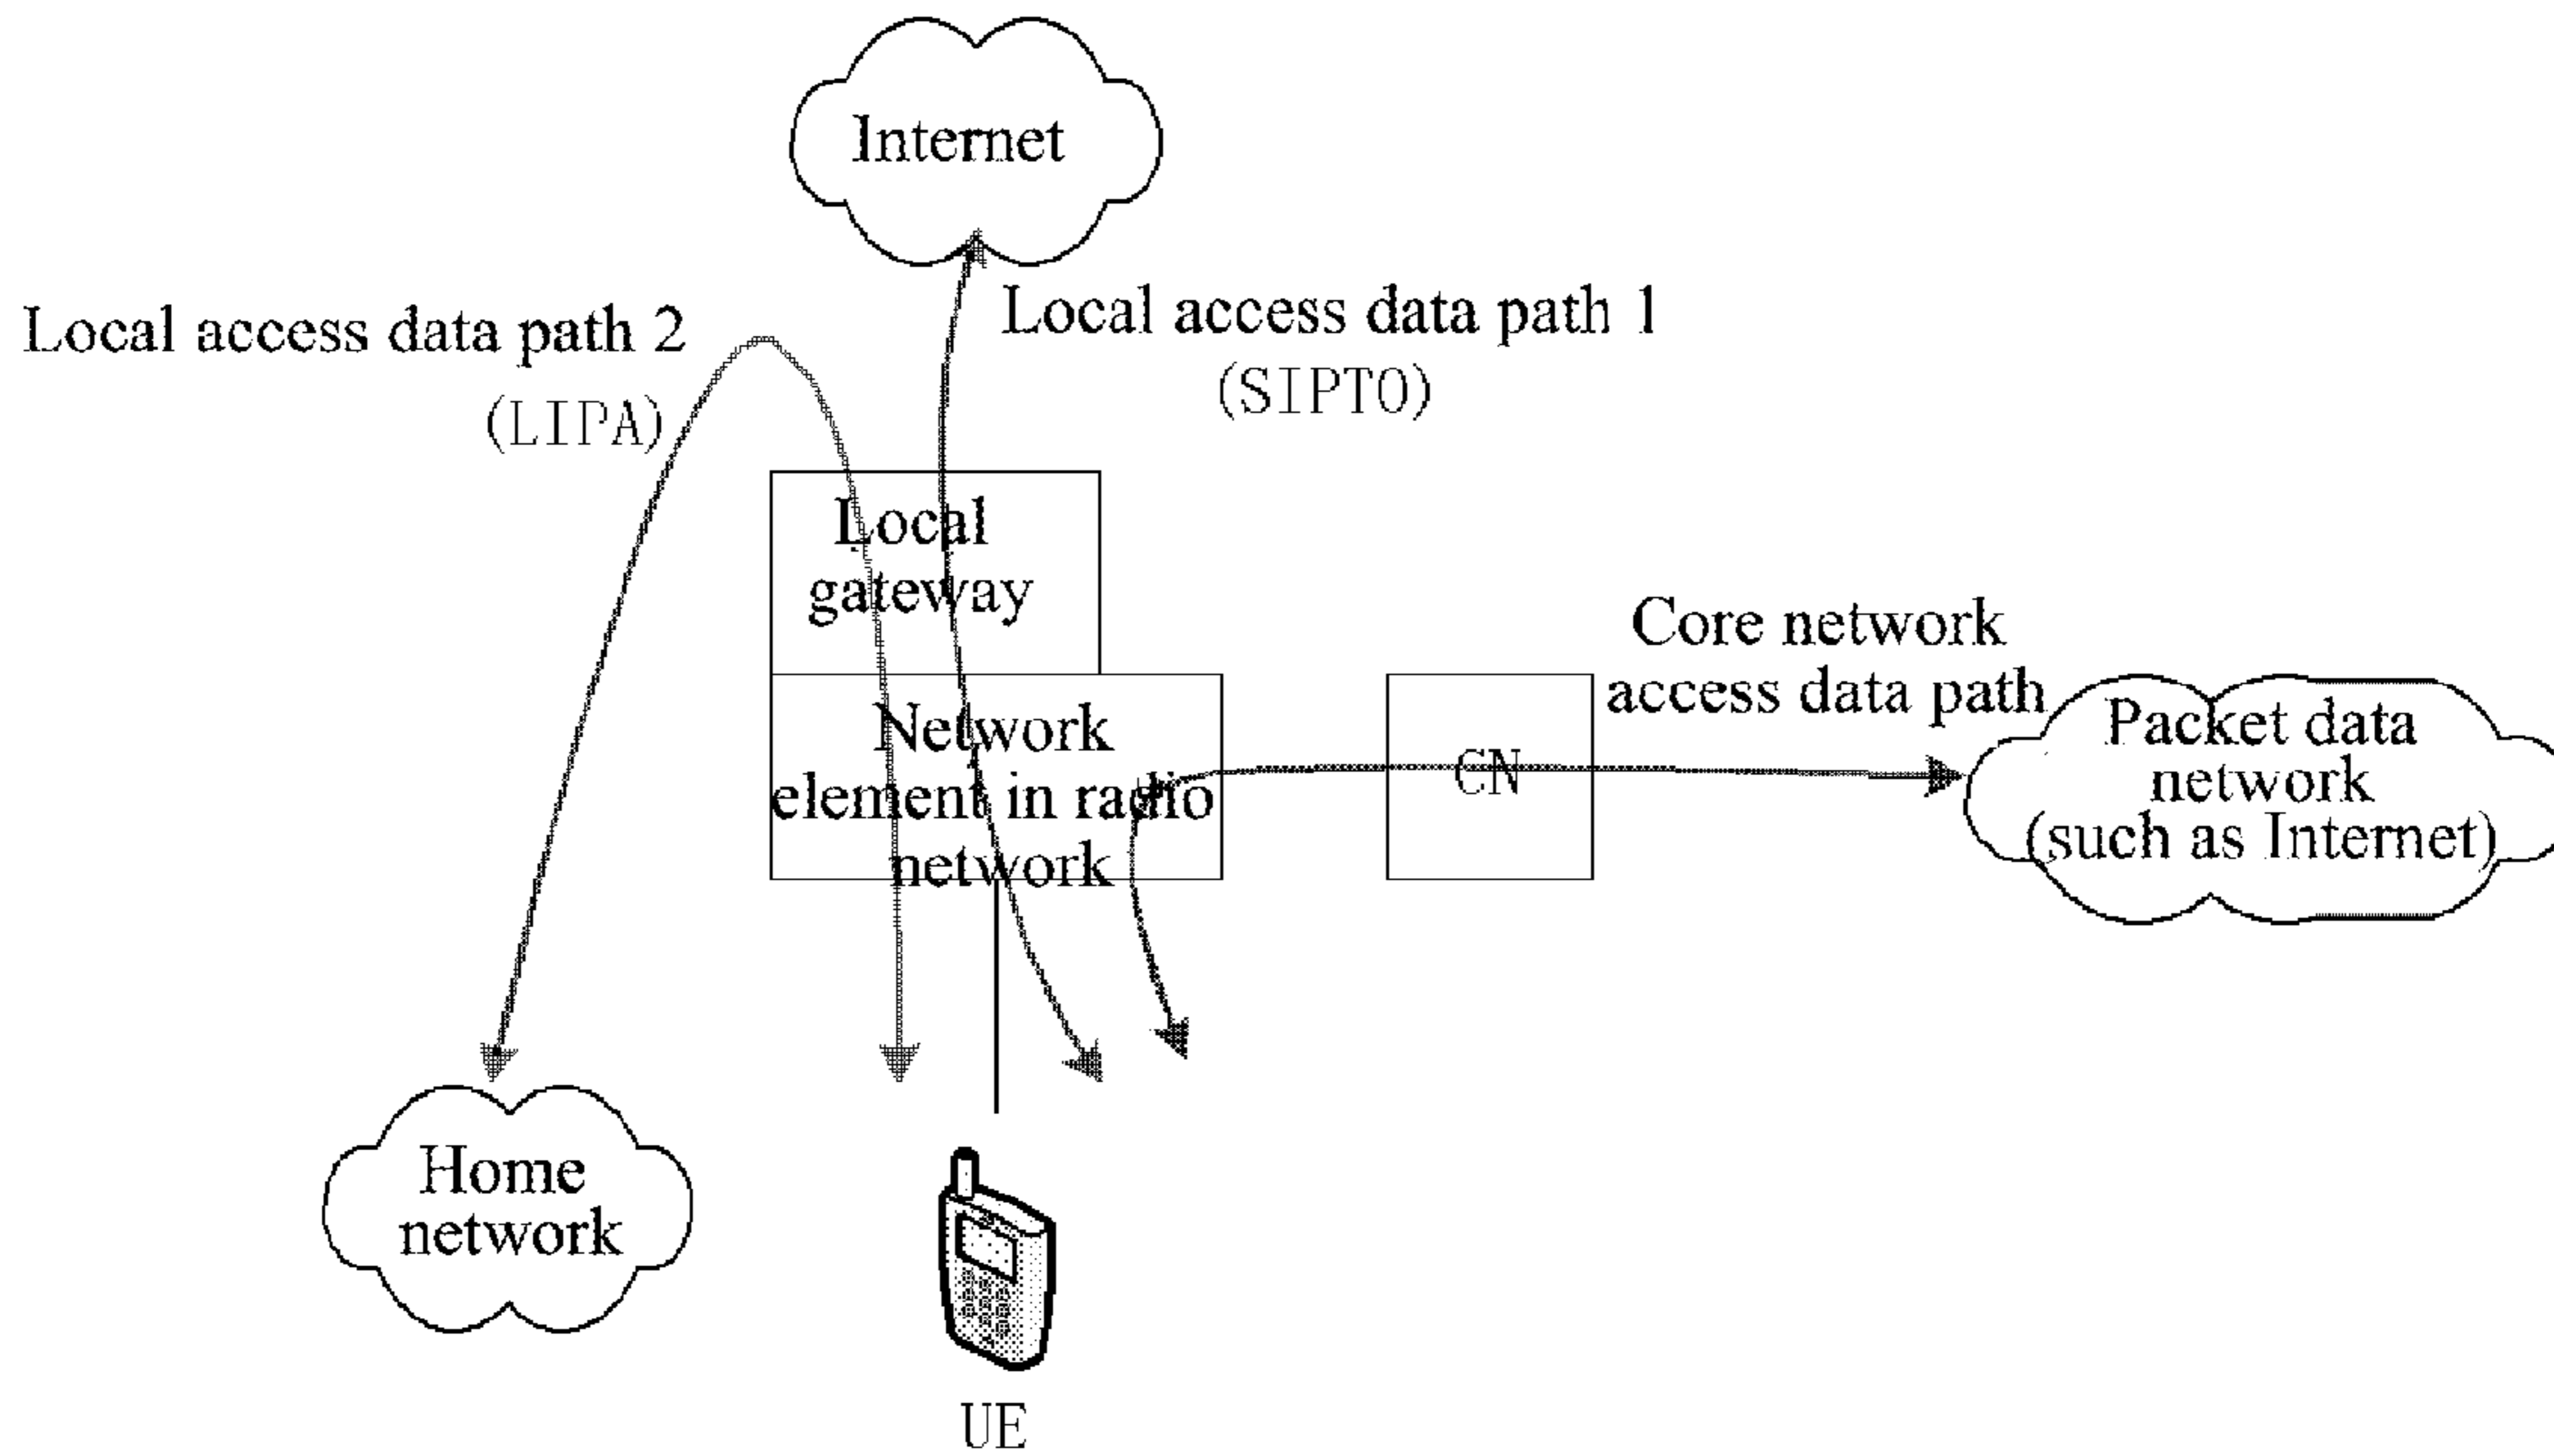 Internet
Local access data path 1
(SIPTO)
Local access data path 2
(LIPA)
Local
gateway
Network
element in radio
network
CN
Core network
access data path
Packet data
network
(such as Internet)
Home
network
UE